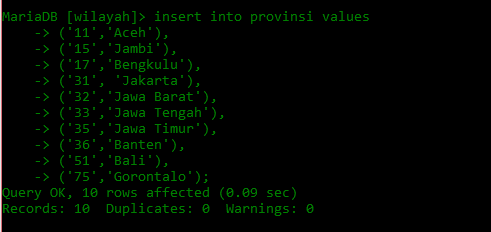 MariaDB [wilayah]> insert into provinsi values
    -> ('11','Aceh'),
    -> ('15','Jambi'),
    -> ('17','Bengkulu'),
    -> ('31', 'Jakarta'),
    -> ('32','Jawa Barat'),
    -> ('33','Jawa Tengah'),
    -> ('35','Jawa Timur'),
    -> ('36','Banten'),
    -> ('51','Bali'),
    -> ('75','Gorontalo');
Query OK, 10 rows affected (0.09 sec)
Records: 10  Duplicates: 0  Warnings: 0